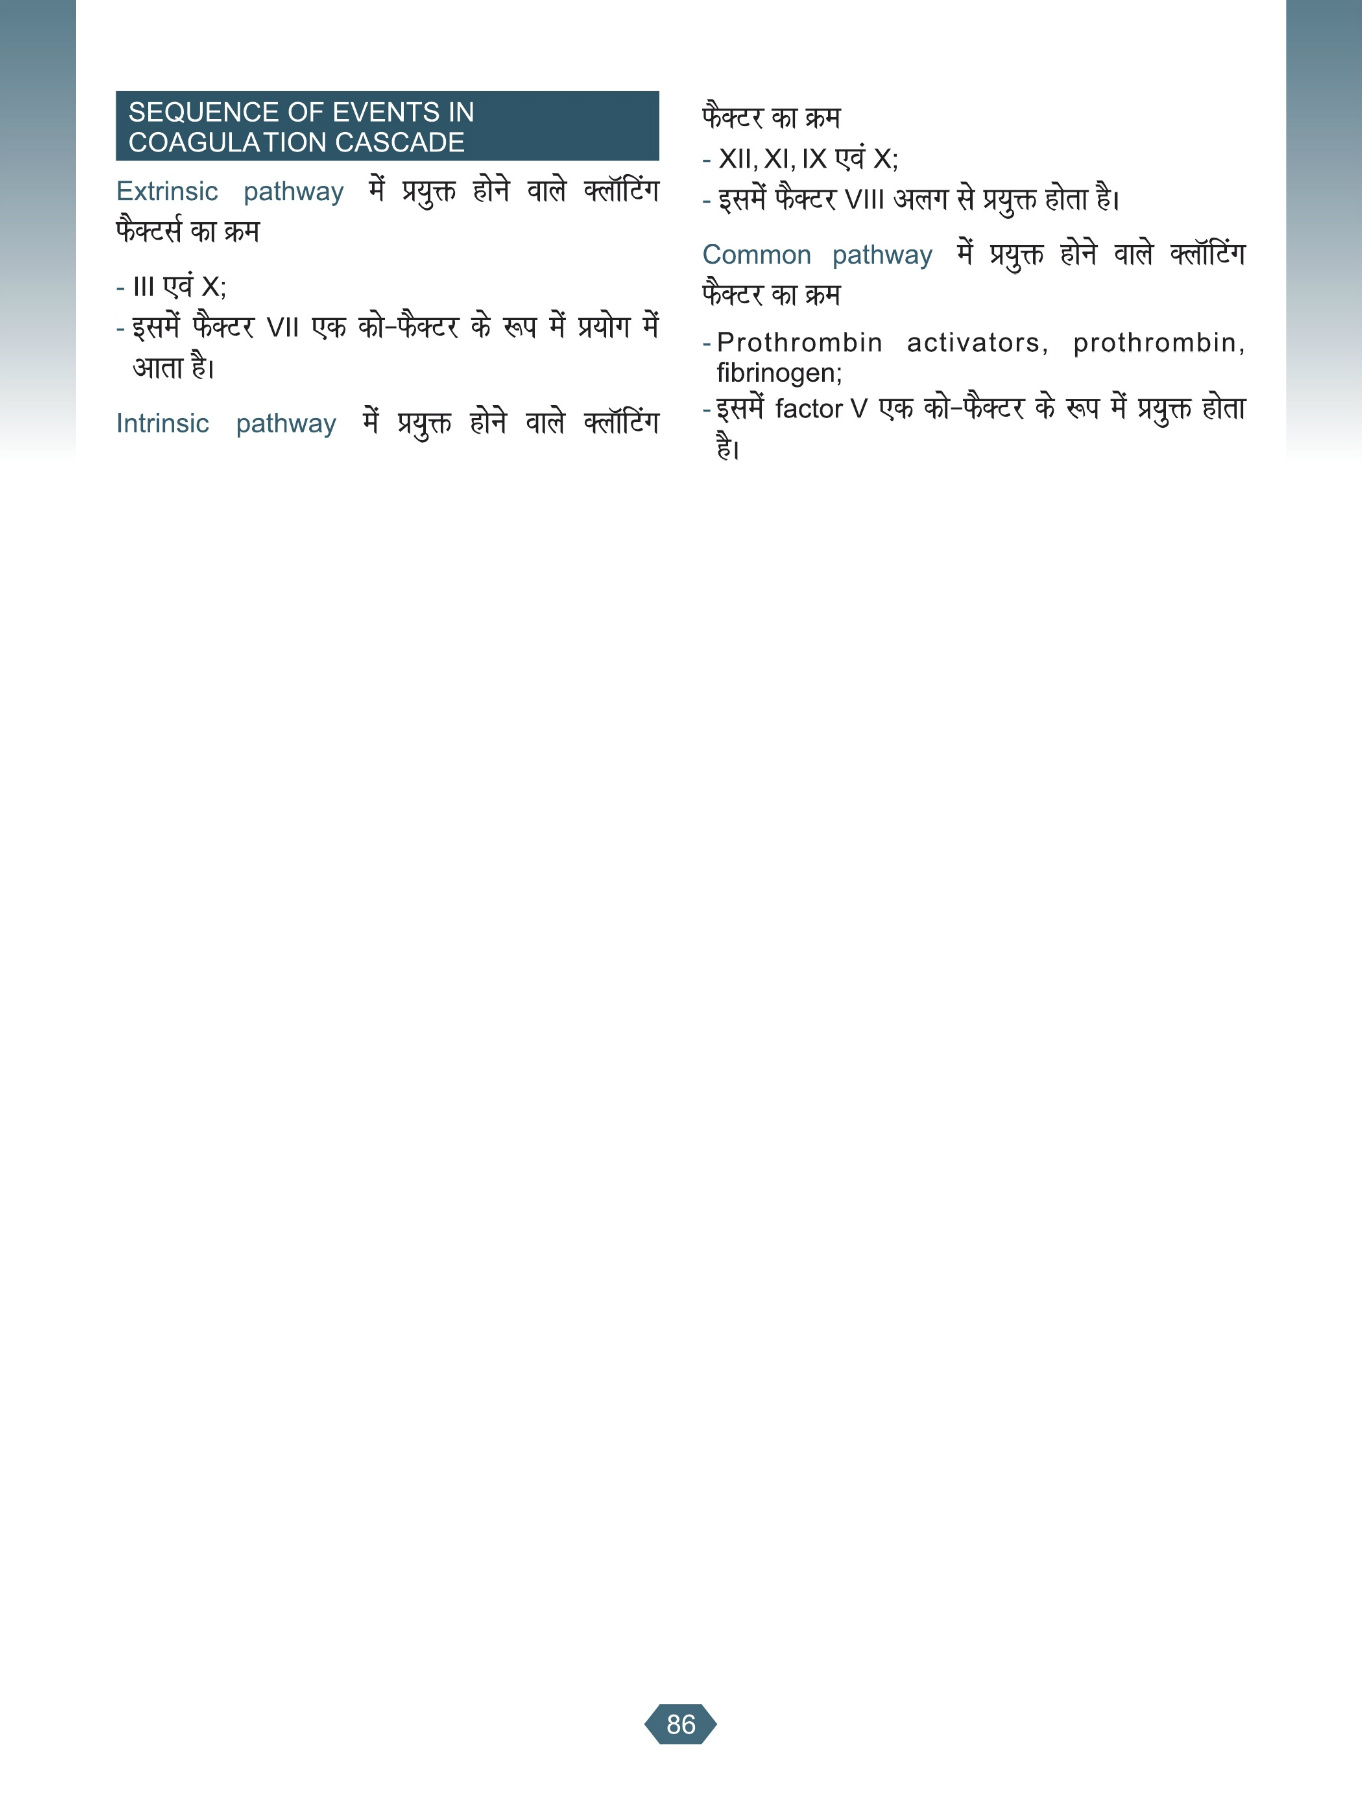 SEQUENCE OF EVENTS IN
COAGULATION CASCADE
Extrinsic pathway में प्रयुक्त होने वाले क्लॉटिंग
फैक्टर्स का क्रम
- III एवं X;
- इसमें फैक्टर VII एक को-फैक्टर के रूप में प्रयोग में
आता है।
Intrinsic pathway में प्रयुक्त होने वाले क्लॉटिंग
फैक्टर का क्रम
- XII, XI, IX एवं X;
- इसमें फैक्टर VIII अलग से प्रयुक्त होता है।
Common pathway में प्रयुक्त होने वाले क्लॉटिंग
फैक्टर का क्रम
- Prothrombin activators, prothrombin,
fibrinogen;
- इसमें factor V एक को-फैक्टर के रूप में प्रयुक्त होता
है।
86